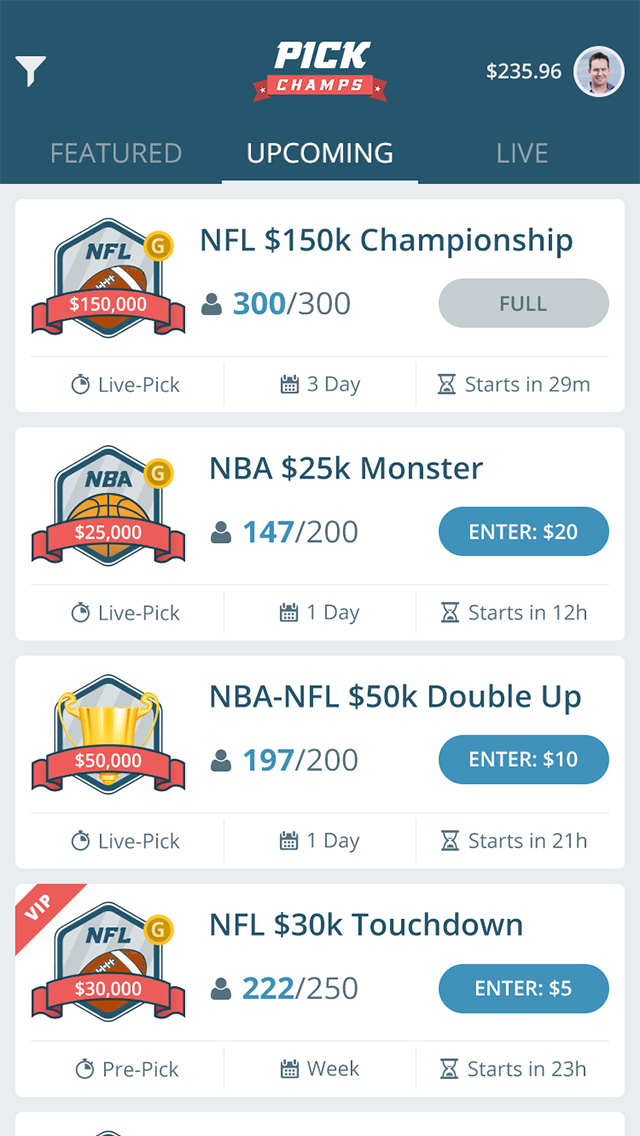 PICK
CHAMPS
$235.96
FEATURED UPCOMING LIVE
NFL
G
$150,000
NFL $150k Championship
300/300
FULL
Live-Pick
3 Day
Starts in 29m
NBA
G
$25,000
NBA $25k Monster
147/200
ENTER: $20
Live-Pick
1 Day
Starts in 12h
$50,000
NBA-NFL $50k Double Up
197/200
ENTER: $10
Live-Pick
1 Day
Starts in 21h
VIP
NFL
G
$30,000
NFL $30k Touchdown
222/250
ENTER: $5
Pre-Pick
Week
Starts in 23h